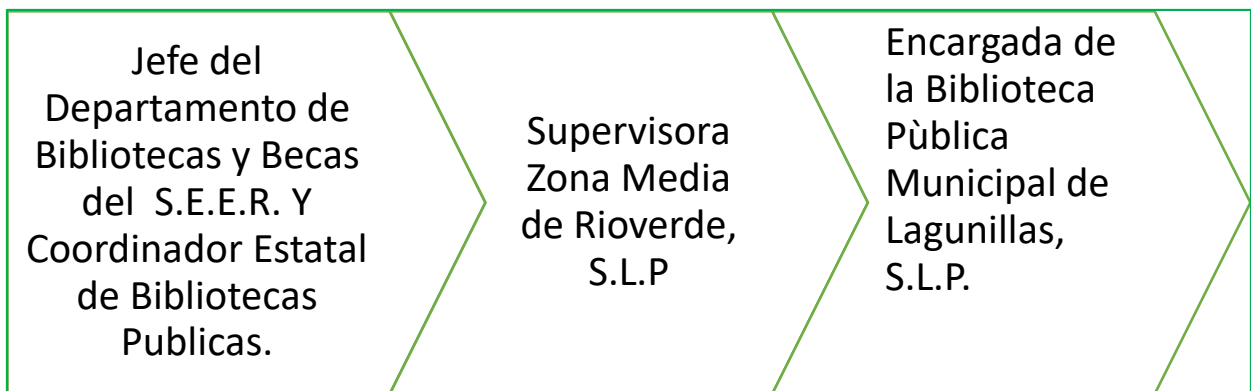 Jefe del
Departamento de
Bibliotecas y Becas
del S.E.E.R. Y
Coordinador Estatal
de Bibliotecas
Publicas.
Supervisora
Zona Media
de Rioverde,
S.L.P
Encargada de
la Biblioteca
Pùblica
Municipal de
Lagunillas,
S.L.P.